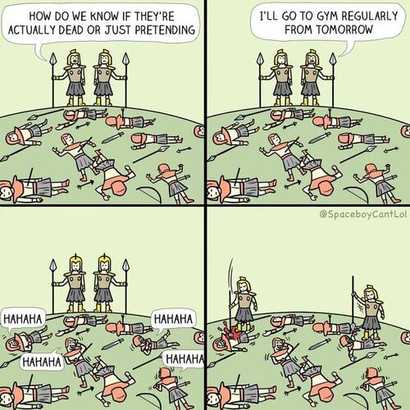 HOW DO WE KNOW IF THEY'RE
ACTUALLY DEAD OR JUST PRETENDING
I'LL GO TO GYM REGULARLY
FROM TOMORROW
HAHAHA
HAHAHA
HAHAHA
HAHAHA
@SpaceboyCantLol